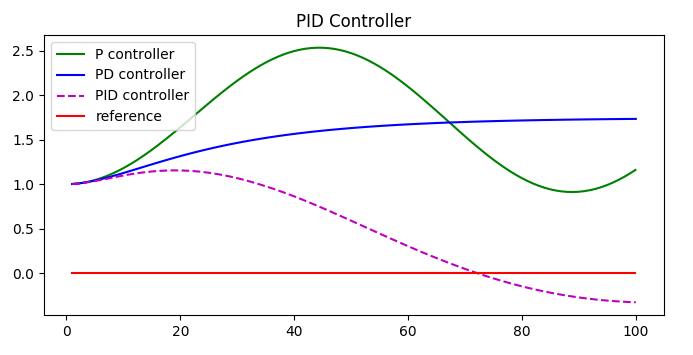 PID Controller
P controller
PD controller
PID controller
reference
2.5
2.0
1.5
1.0
0.5
0.0
0 20 40 60 80 100